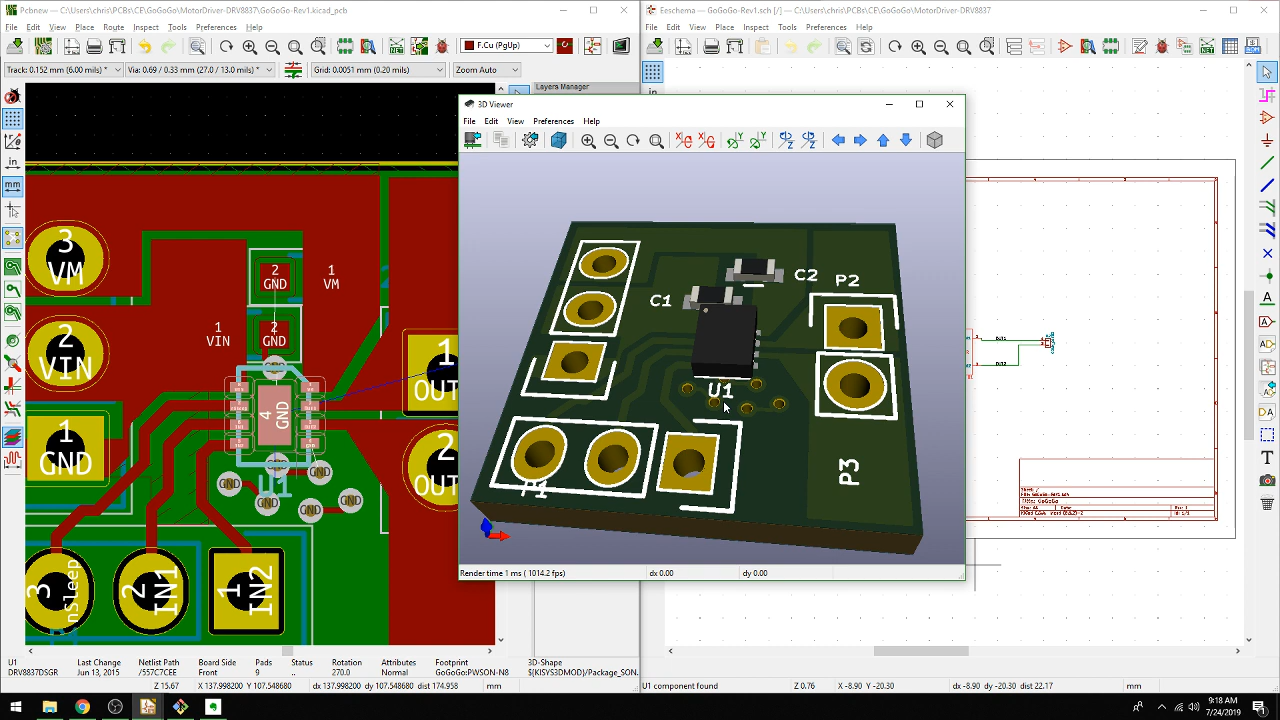 Pcbnew — C:\Users\chris\PCBs\CE\GoGoGo\MotorDriver-DRV8837\GoGoGo-Rev1.kicad_pcb
File Edit View Place Route Inspect Tools Preferences Help
F.Cu (PgUp)
Track: 0.152 mm (6.00 mils) *
Via: 0.69 / 0.33 mm (27.0 / 13.0 mils) *
Grid: 0.0051 mm (0.20 mils)
Zoom Auto
Layers Manager
in
mm
3
VM
2
VIN
1
GND
2
GND
1
VM
1
VIN
2
GND
4
GND
1
OUT
2
OUT
GND
GND
GND
GND
GND
U1
3
nSleep
2
IN1
1
IN2
U1
DRV8837DSGR
Last Change
Jun 13, 2015
Netlist Path
/557C7CEE
Board Side
Front
Pads
9
Status
..
Rotation
270.0
Attributes
Normal
Footprint
GoGoGo:PWSON-N8
3D-Shape
${KISYS3DMOD}/Package_SON.
Z 15.67
X 137.998200 Y 107.548680
dx 137.998200 dy 107.548680 dist 174.958
mm
Eeschema — GoGoGo-Rev1.sch [/] — C:\Users\chris\PCBs\CE\GoGoGo\MotorDriver-DRV8837
File Edit View Place Preferences Help
3D Viewer
File Edit View Preferences Help
C1
C2
P2
U1
P1
P3
Render time 1 ms ( 1014.2 fps)
dx 0.00
dy 0.00
U1 component found
Z 0.76
X -8.90 Y -20.30
dx -8.90 dy -20.30 dist 22.17
mm
9:18 AM
7/24/2019